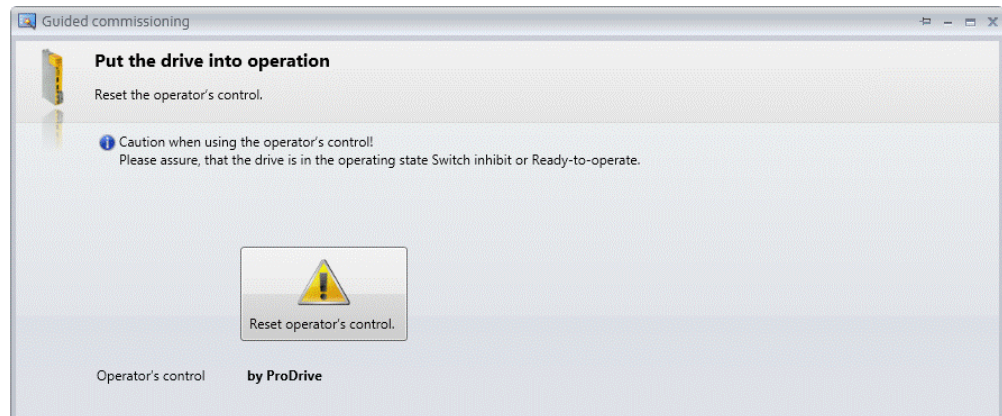 Guided commissioning
Put the drive into operation
Reset the operator's control.
Caution when using the operator's control!
Please assure, that the drive is in the operating state Switch inhibit or Ready-to-operate.
Reset operator's control.
Operator's control by ProDrive